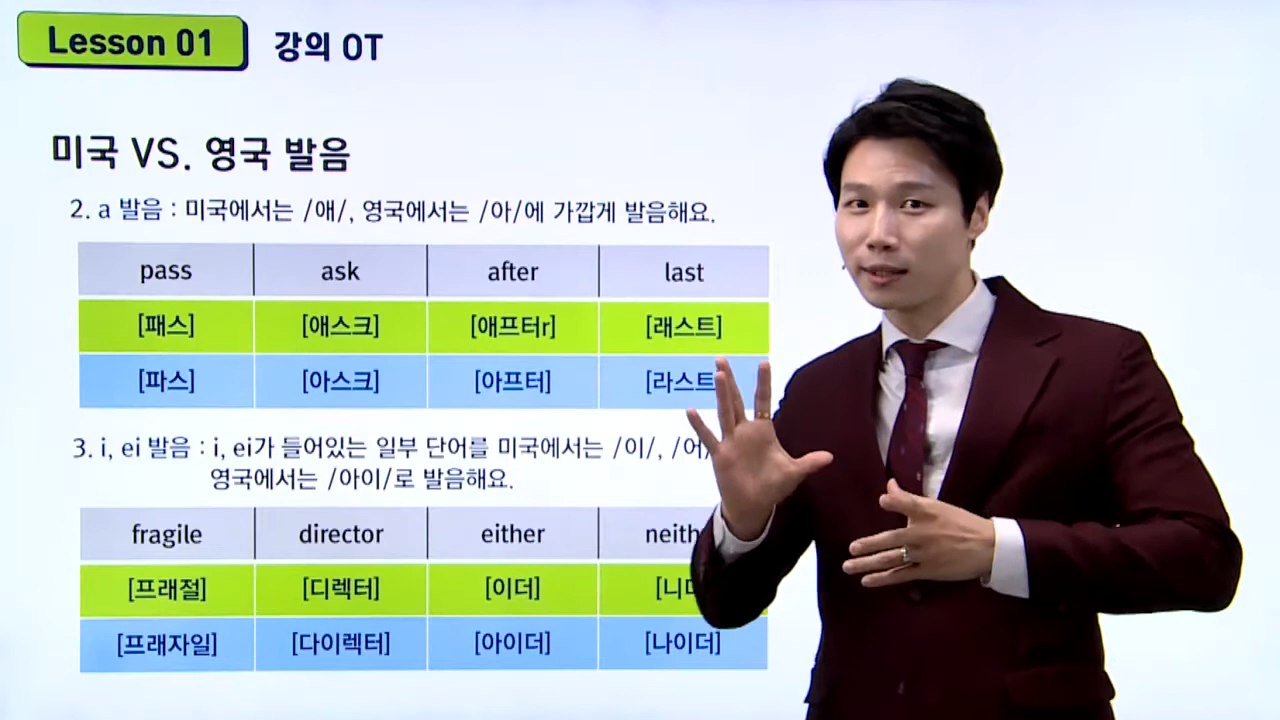 Lesson 01 강의 OT
미국 VS. 영국 발음
2. a 발음 : 미국에서는 /애/, 영국에서는 /아/에 가깝게 발음해요.
pass ask after last
[패스] [애스크] [애프터r] [래스트]
[파스] [아스크] [아프터] [라스트
3. i, ei 발음 : i, ei가 들어있는 일부 단어를 미국에서는 /이/, /어/
영국에서는 /아이/로 발음해요.
fragile director either
[프래절] [디렉터] [이더]
[프래자일] [다이렉터] [아이더] [나이더]